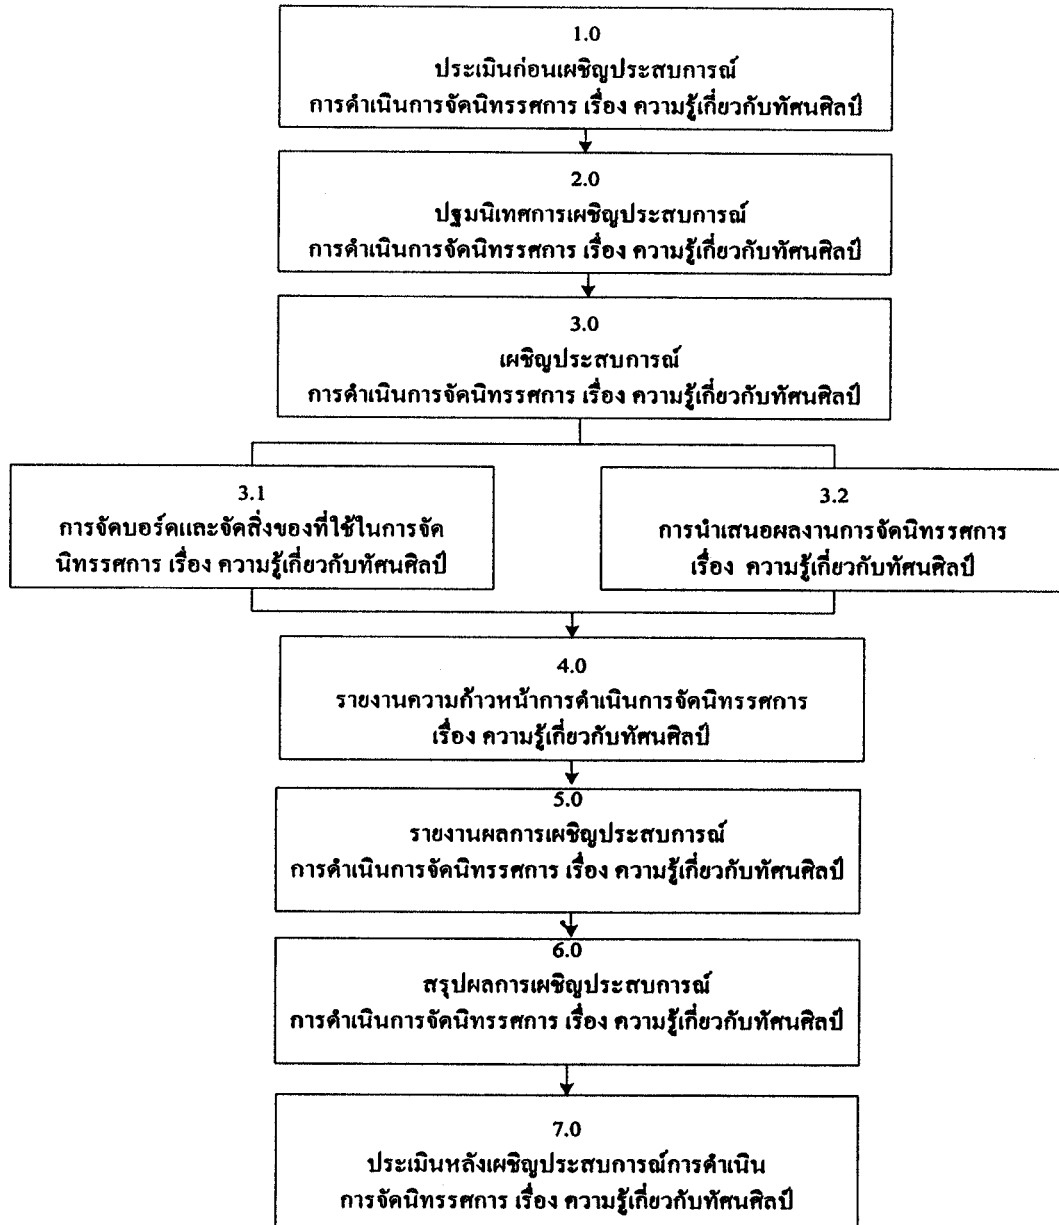 1.0
ประเมินก่อนเผชิญประสบการณ์
การดำเนินการจัดนิทรรศการ เรื่อง ความรู้เกี่ยวกับทัศนศิลป์
2.0
ปฐมนิเทศการเผชิญประสบการณ์
การดำเนินการจัดนิทรรศการ เรื่อง ความรู้เกี่ยวกับทัศนศิลป์
3.0
เผชิญประสบการณ์
การดำเนินการจัดนิทรรศการ เรื่อง ความรู้เกี่ยวกับทัศนศิลป์
3.1
การจัดบอร์ดและจัดสิ่งของที่ใช้ในการจัด
นิทรรศการ เรื่อง ความรู้เกี่ยวกับทัศนศิลป์
3.2
การนำเสนอผลงานการจัดนิทรรศการ
เรื่อง ความรู้เกี่ยวกับทัศนศิลป์
4.0
รายงานความก้าวหน้าการดำเนินการจัดนิทรรศการ
เรื่อง ความรู้เกี่ยวกับทัศนศิลป์
5.0
รายงานผลการเผชิญประสบการณ์
การดำเนินการจัดนิทรรศการ เรื่อง ความรู้เกี่ยวกับทัศนศิลป์
6.0
สรุปผลการเผชิญประสบการณ์
การดำเนินการจัดนิทรรศการ เรื่อง ความรู้เกี่ยวกับทัศนศิลป์
7.0
ประเมินหลังเผชิญประสบการณ์การดำเนิน
การจัดนิทรรศการ เรื่อง ความรู้เกี่ยวกับทัศนศิลป์